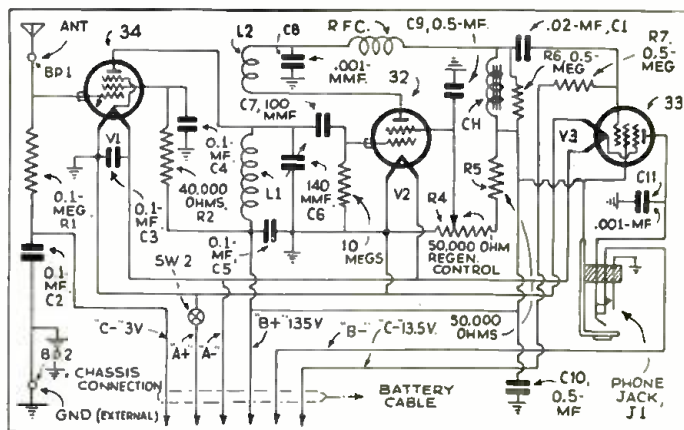 ANT
34
L2
C8
.001-
MMF.
R.F.C.
C9, 0.5-MF.
.02-MF, C1
R7,
0.5-
MEG
R6, 0.5-
MEG
BP1
C7, 100
MMF.
32
CH
33
V1
0.1-
MF.
C4
L1
140
MMF.
C6
V2
R5
V3
C11
.001-MF
0.1-
MEG
R1
40,000
OHMS, R2
0.1-
MF.
C3
R4
0.1-
MF.
C2
0.1-
MF.
C5
10
MEGS
50,000 OHM
REGEN.
CONTROL
SW 2
"C-" 3V
"A+"
"A-"
"B+" 135V
"B-"
"C-" 13.5V.
50,000
OHMS
BP2
CHASSIS
CONNECTION
GND (EXTERNAL)
BATTERY
CABLE
C10,
0.5-
MF
PHONE
JACK,
J1